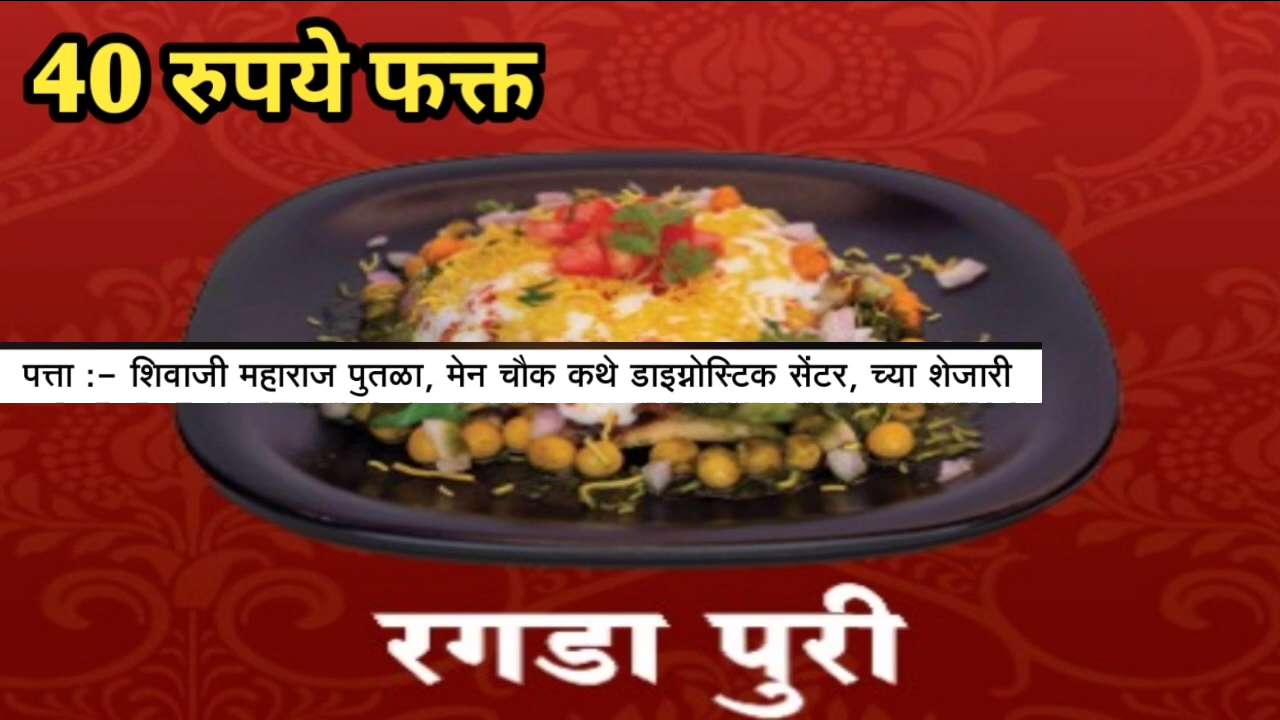 40 रुपये फक्त
पत्ता :- शिवाजी महाराज पुतळा, मेन चौक कथे डाइग्नोस्टिक सेंटर, च्या शेजारी
रगडा पुरी